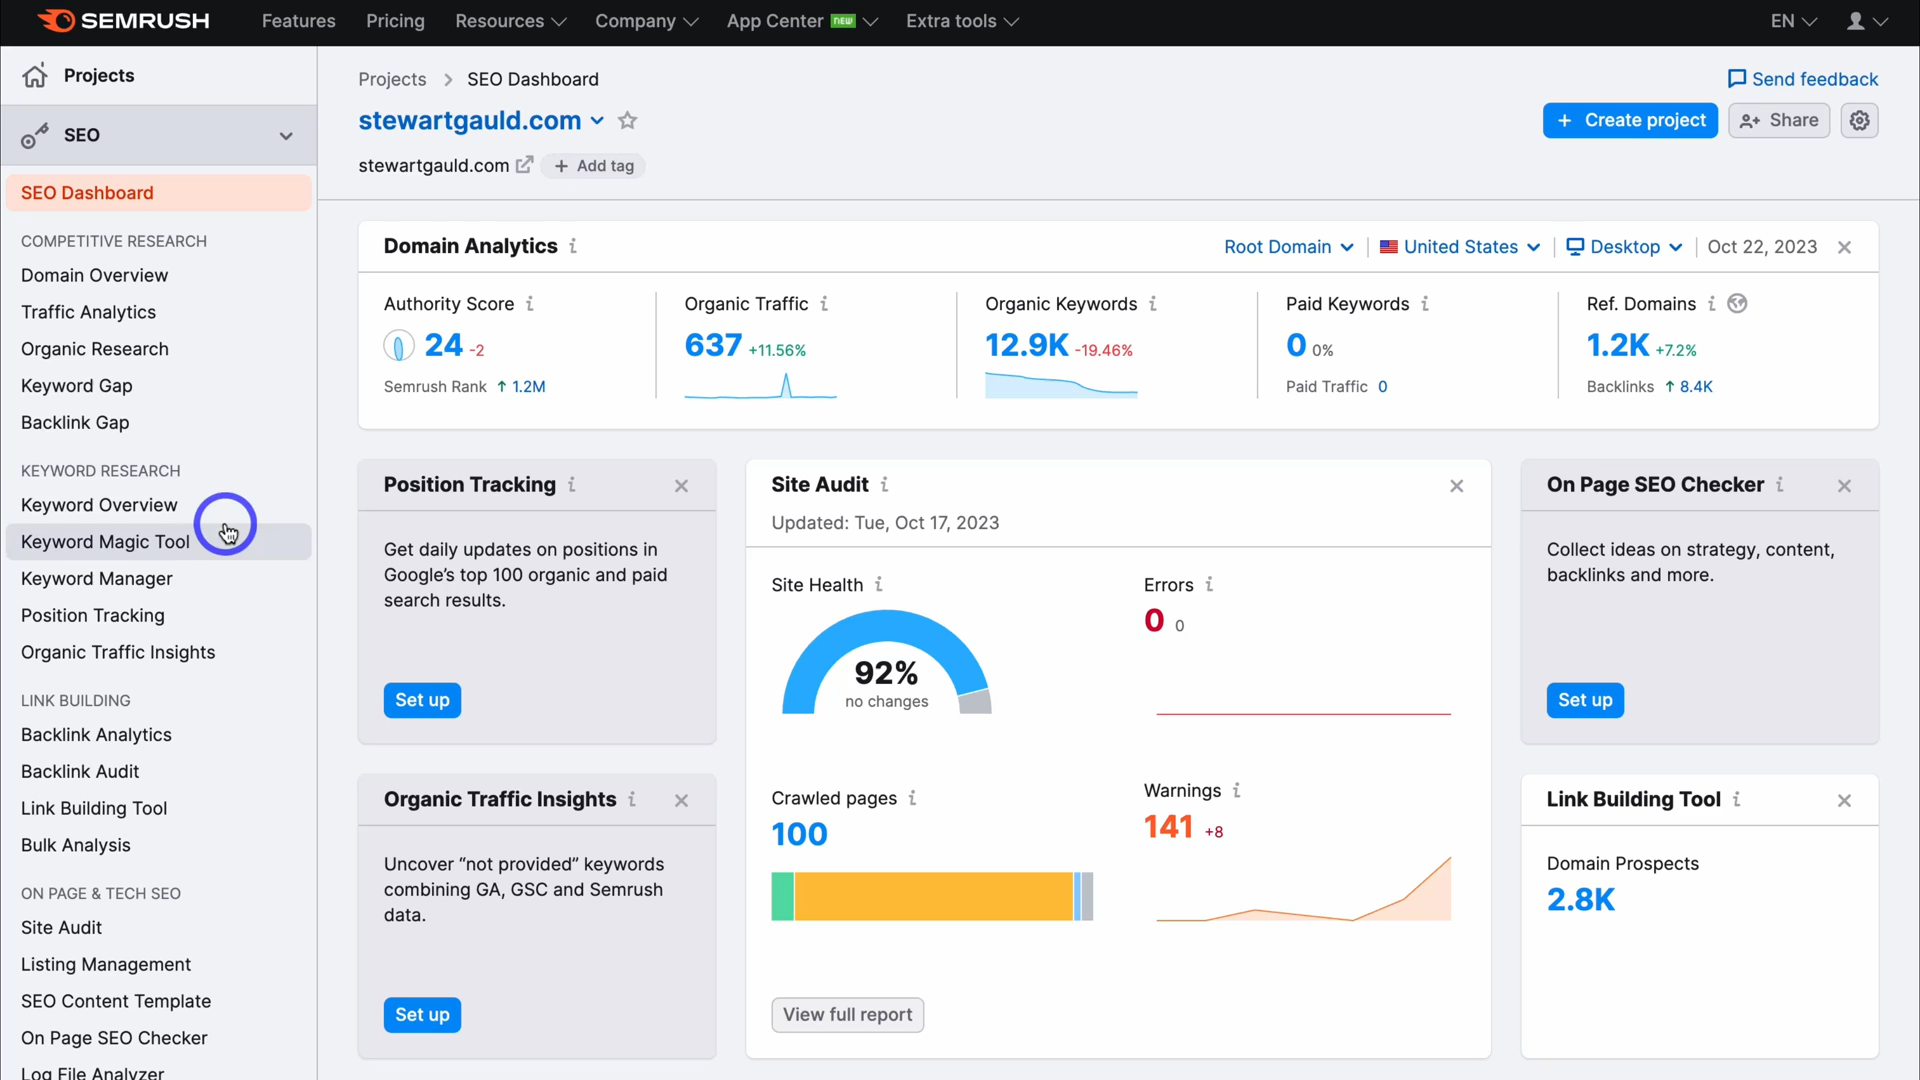 SEMRUSH
Features
Pricing
Resources
Company
App Center NEW
Extra tools
EN
Projects
SEO
SEO Dashboard
COMPETITIVE RESEARCH
Domain Overview
Traffic Analytics
Organic Research
Keyword Gap
Backlink Gap
KEYWORD RESEARCH
Keyword Overview
Keyword Magic Tool
Keyword Manager
Position Tracking
Organic Traffic Insights
LINK BUILDING
Backlink Analytics
Backlink Audit
Link Building Tool
Bulk Analysis
ON PAGE & TECH SEO
Site Audit
Listing Management
SEO Content Template
On Page SEO Checker
Log File Analyzer
Projects > SEO Dashboard
Send feedback
stewartgauld.com
+ Create project
Share
stewartgauld.com
+ Add tag
Domain Analytics i
Root Domain
United States
Desktop
Oct 22, 2023
Authority Score i
24 -2
Semrush Rank ↑ 1.2M
Organic Traffic i
637 +11.56%
Organic Keywords i
12.9K -19.46%
Paid Keywords i
0 0%
Paid Traffic 0
Ref. Domains i
1.2K +7.2%
Backlinks ↑ 8.4K
Position Tracking i
Get daily updates on positions in
Google’s top 100 organic and paid
search results.
Set up
Organic Traffic Insights i
Uncover “not provided” keywords
combining GA, GSC and Semrush
data.
Set up
Site Audit i
Updated: Tue, Oct 17, 2023
Site Health i
92%
no changes
Errors i
0 0
Crawled pages i
100
Warnings i
141 +8
View full report
On Page SEO Checker i
Collect ideas on strategy, content,
backlinks and more.
Set up
Link Building Tool i
Domain Prospects
2.8K